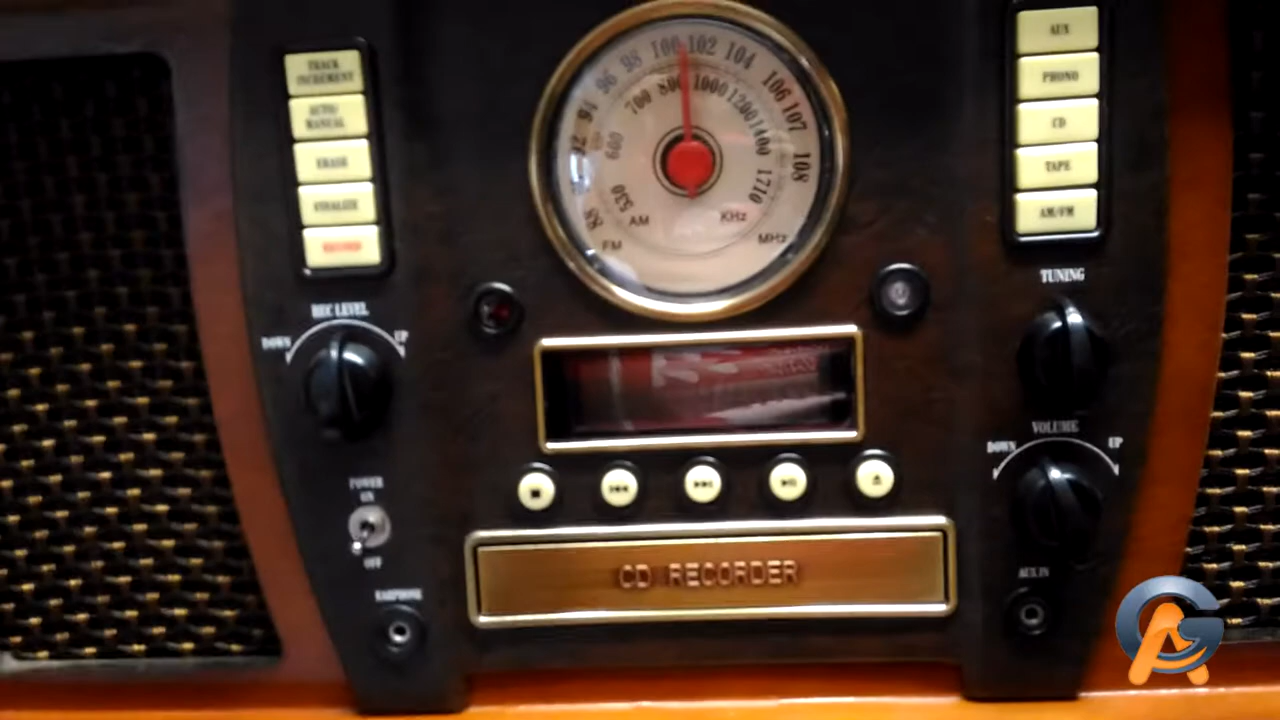 TRACK
INCREMENT
AUTO/
MANUAL
ERASE
FINALIZE
RECORD
REC LEVEL
DOWN UP
POWER
ON
OFF
EARPHONE
88 92 94 96 98 100 102 104 106 107 108
530 600 700 800 1000 1200 1400 1710
AM KHz
FM MHz
CD RECORDER
AUX
PHONO
CD
TAPE
AM/FM
TUNING
VOLUME
DOWN UP
AUX IN